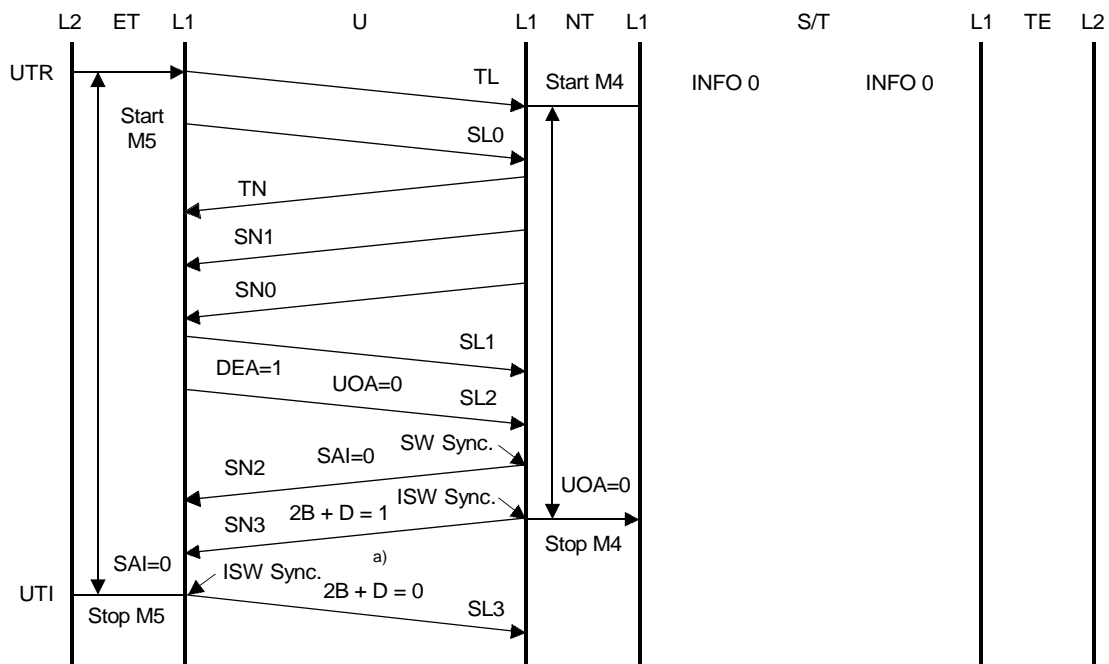 L2 ET L1 U L1 NT L1 S/T L1 TE L2
UTR TL Start M4 INFO 0 INFO 0
Start
M5
SL0
TN
SN1
SN0
SL1
DEA=1 UOA=0
SL2
SW Sync.
SN2 SAI=0
UOA=0
ISW Sync.
SN3 2B + D = 1
Stop M4
a)
SAI=0 ISW Sync.
UTI 2B + D = 0
Stop M5 SL3